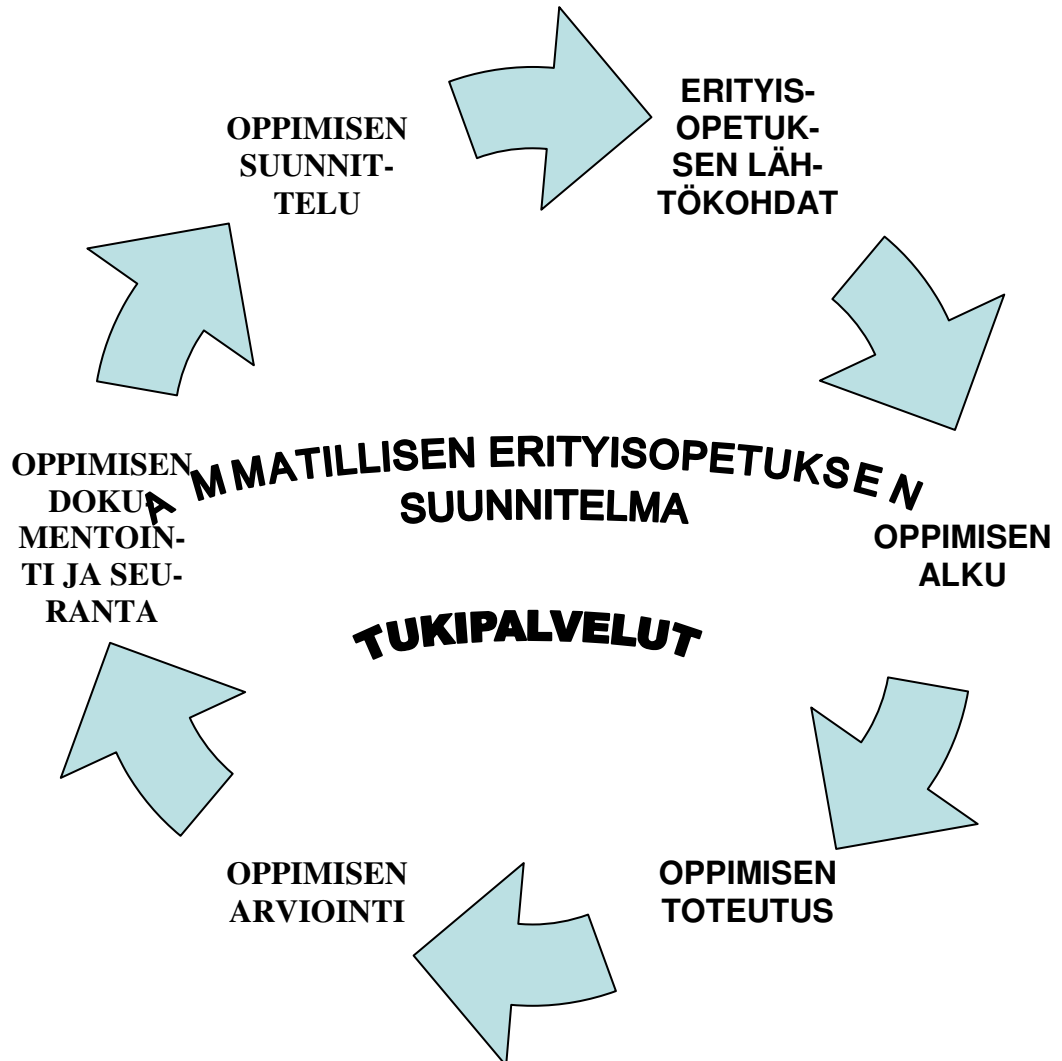 OPPIMISEN
SUUNNIT-
TELU
ERITYIS-
OPETUK-
SEN LÄH-
TÖKOHDAT
OPPIMISEN
DOKU-
MENTOIN-
TI JA SEU-
RANTA
AMMATILLISEN ERITYISOPETUKSEN
SUUNNITELMA
OPPIMISEN
ALKU
TUKIPALVELUT
OPPIMISEN
ARVIOINTI
OPPIMISEN
TOTEUTUS